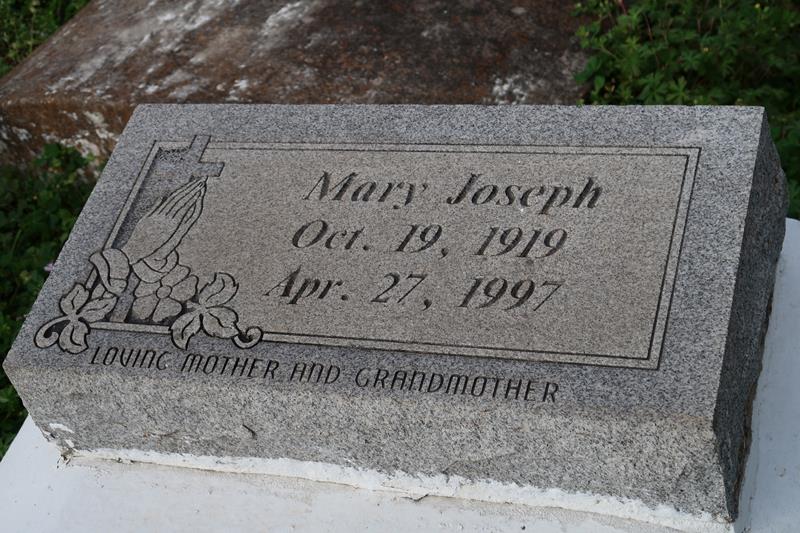 Mary Joseph
Oct. 19, 1919
Apr. 27, 1997
LOVING MOTHER AND GRANDMOTHER